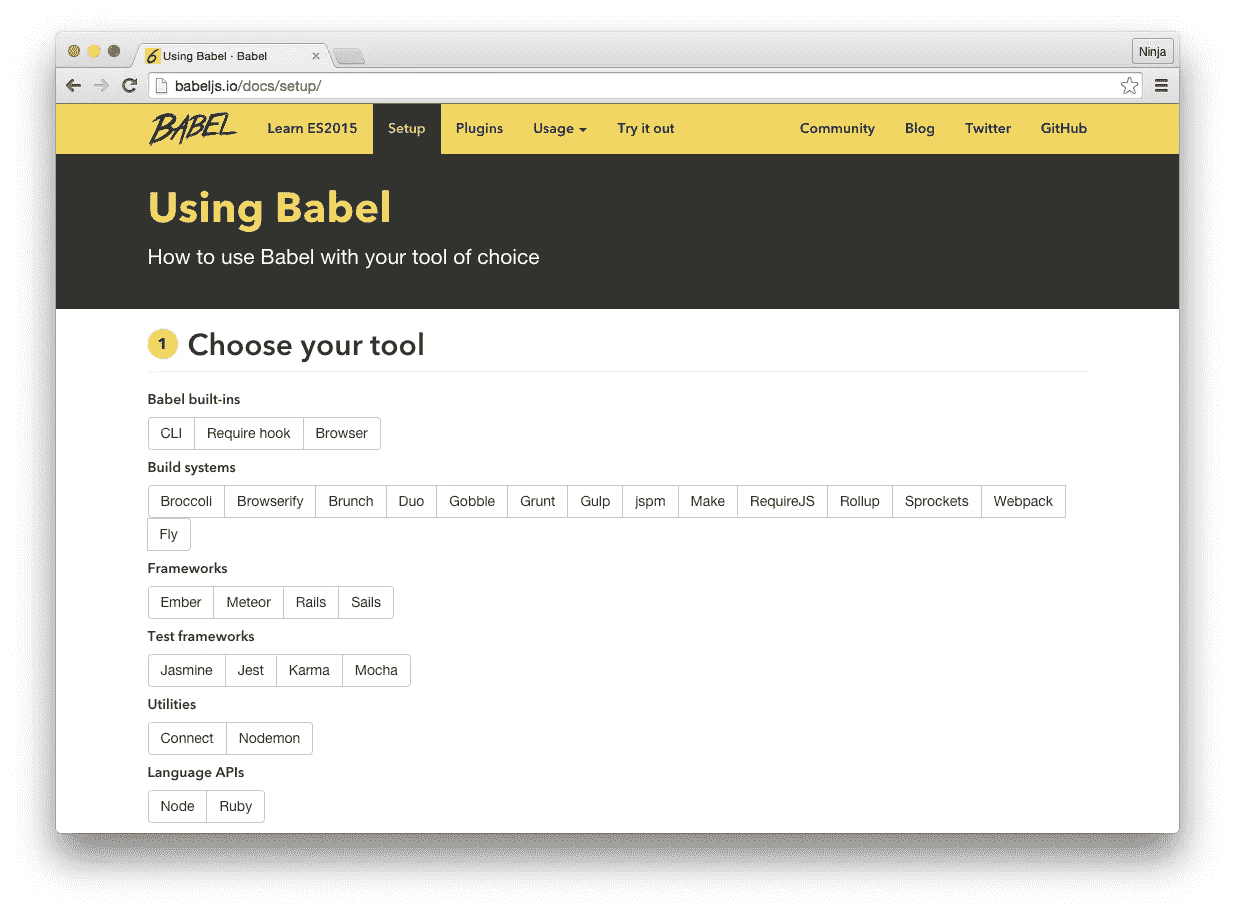 6 Using Babel · Babel × Ninja
babeljs.io/docs/setup/
BABEL Learn ES2015 Setup Plugins Usage Try it out Community Blog Twitter GitHub
Using Babel
How to use Babel with your tool of choice
1 Choose your tool
Babel built-ins
CLI Require hook Browser
Build systems
Broccoli Browserify Brunch Duo Gobble Grunt Gulp jspm Make RequireJS Rollup Sprockets Webpack
Fly
Frameworks
Ember Meteor Rails Sails
Test frameworks
Jasmine Jest Karma Mocha
Utilities
Connect Nodemon
Language APIs
Node Ruby